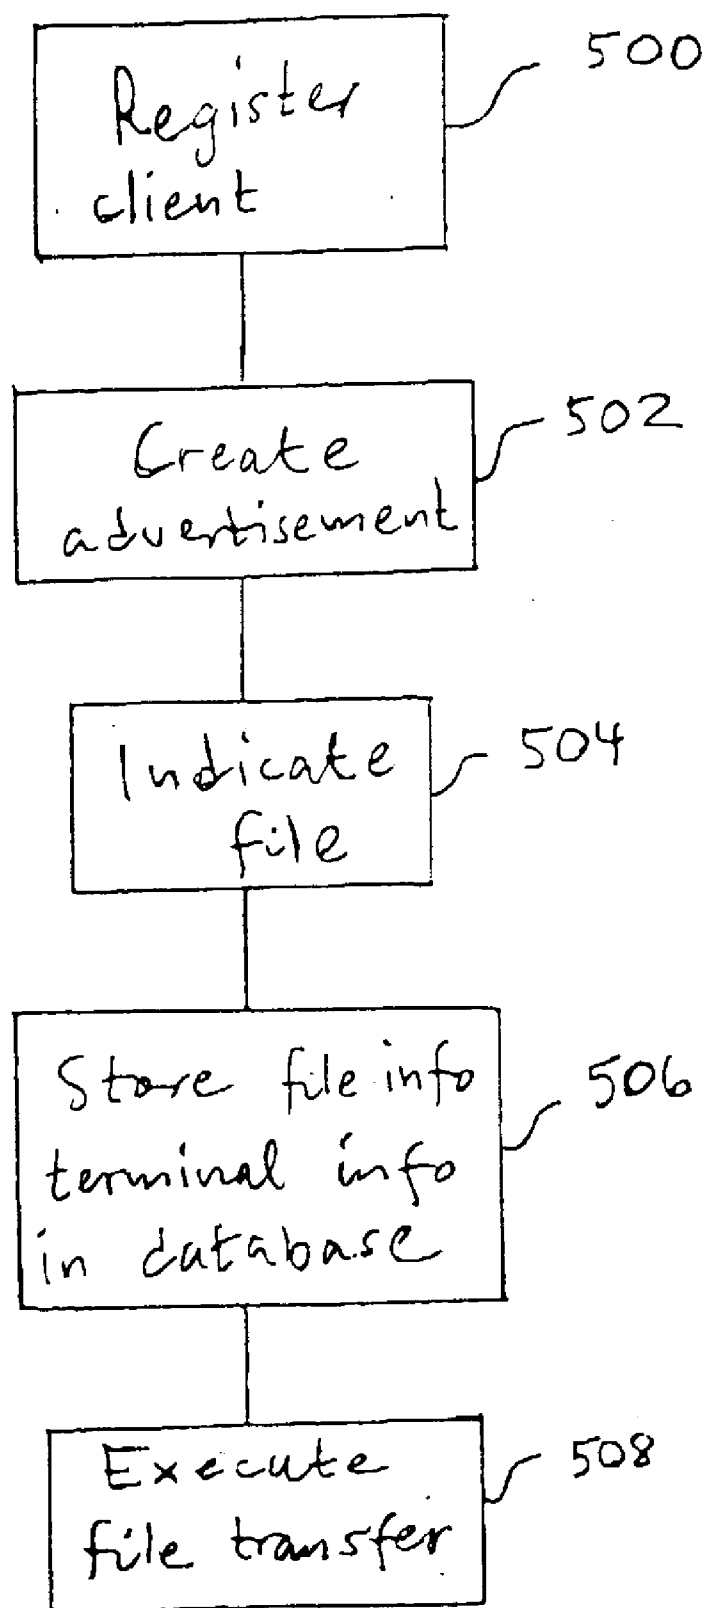 Register
client
500
Create
advertisement
502
Indicate
file
504
Store file info
terminal info
in database
506
Execute
file transfer
508